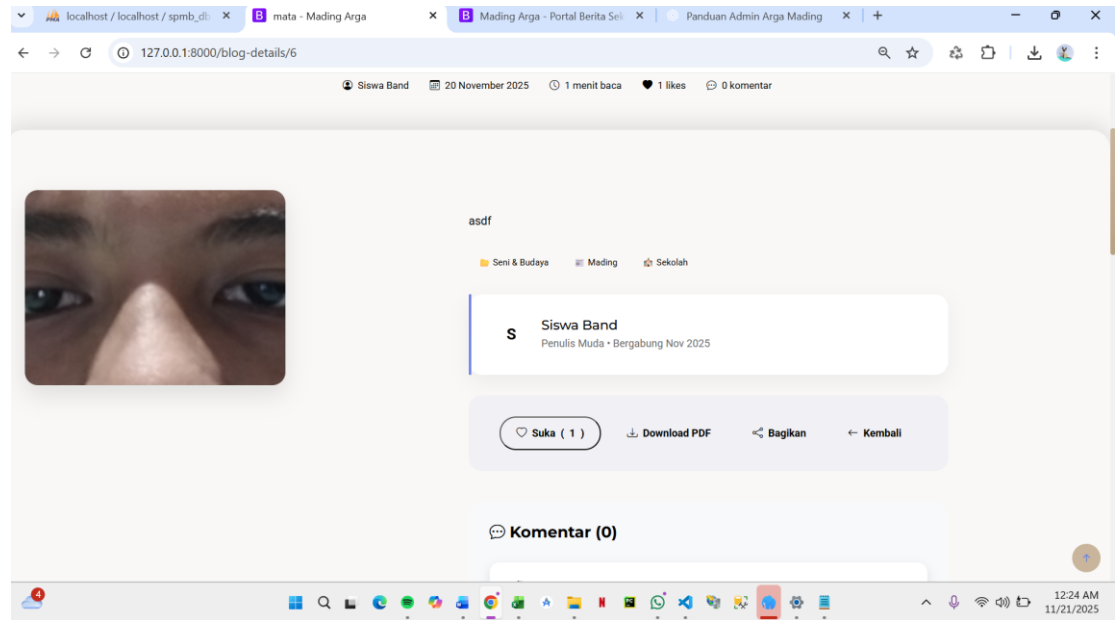 localhost / localhost / spmb_db
mata - Mading Arga
Mading Arga - Portal Berita Sek
Panduan Admin Arga Mading
127.0.0.1:8000/blog-details/6
Siswa Band 20 November 2025 1 menit baca 1 likes 0 komentar
asdf
Seni & Budaya Mading Sekolah
S
Siswa Band
Penulis Muda • Bergabung Nov 2025
Suka ( 1 ) Download PDF Bagikan Kembali
Komentar (0)
4
12:24 AM
11/21/2025